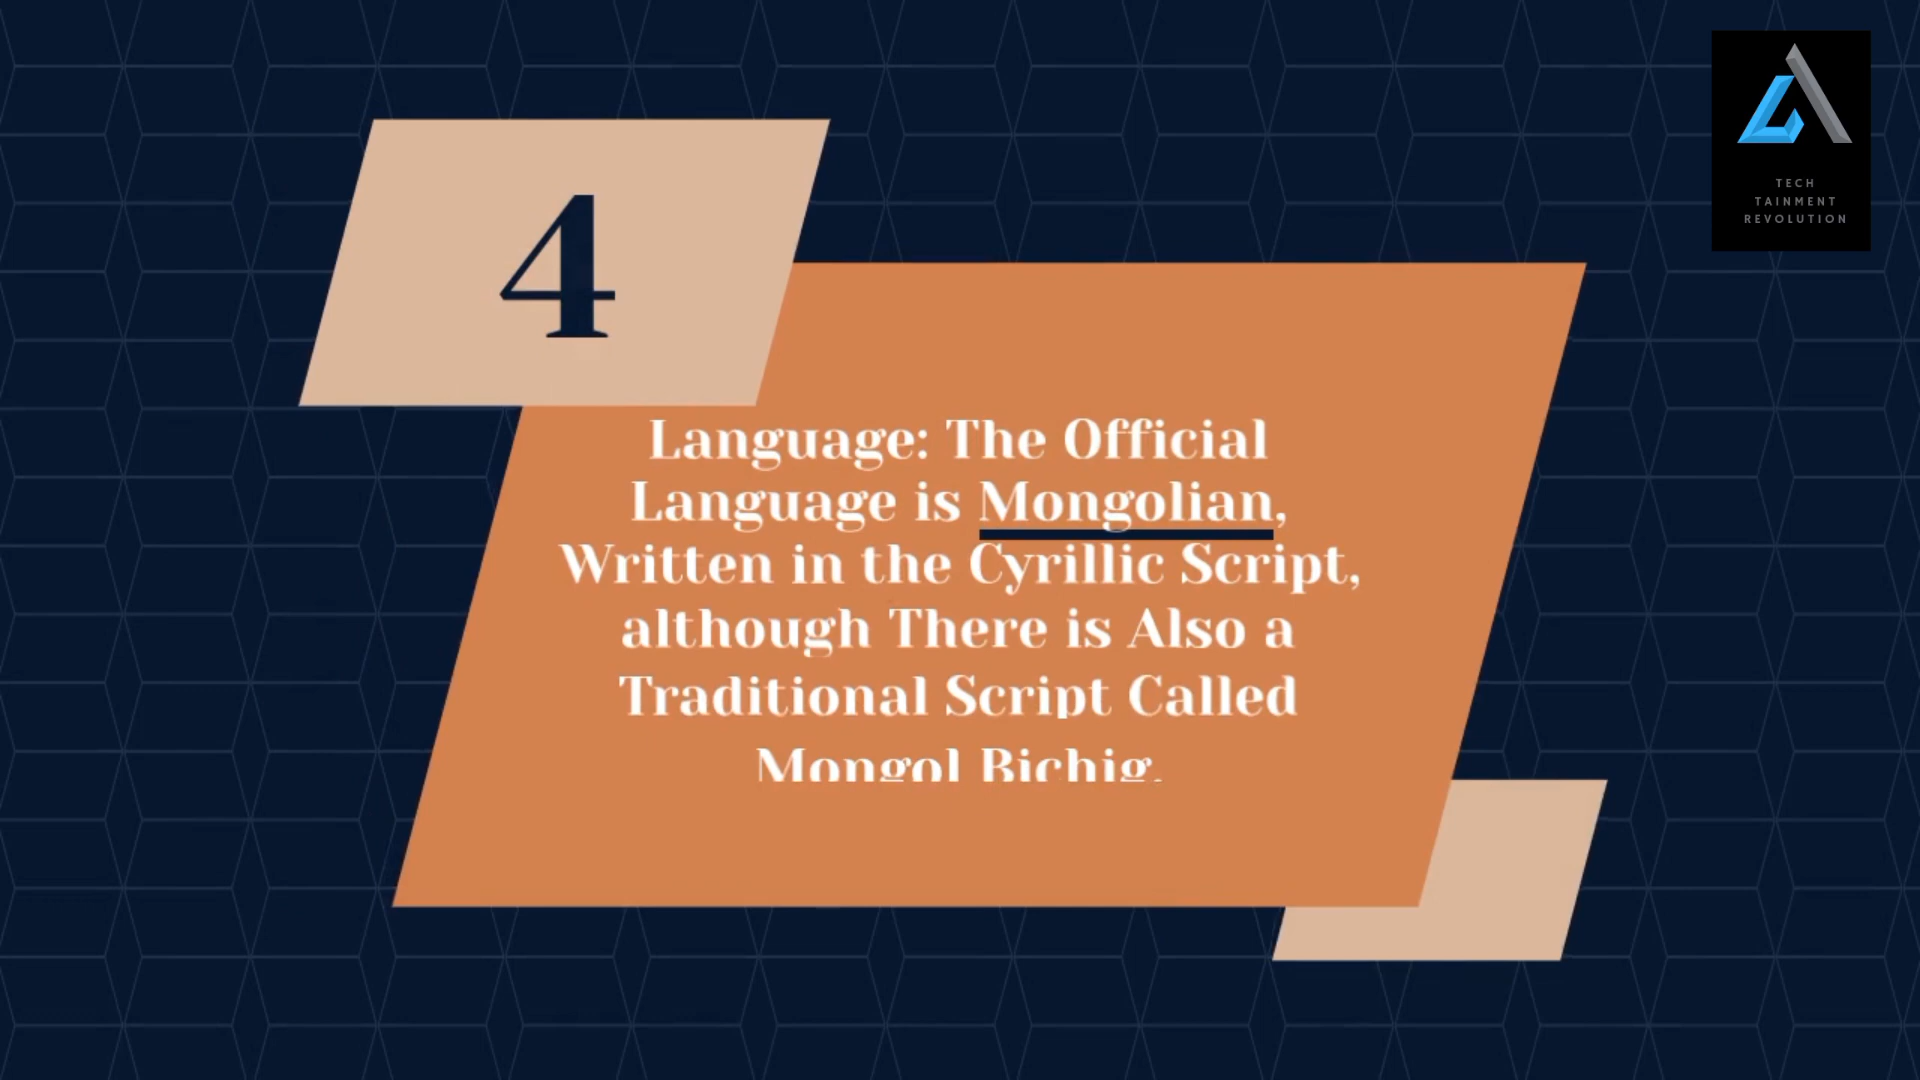 4
Language: The Official
Language is Mongolian,
Written in the Cyrillic Script,
although There is Also a
Traditional Script Called
Mongol Bichig.
TECH
TAINMENT
REVOLUTION